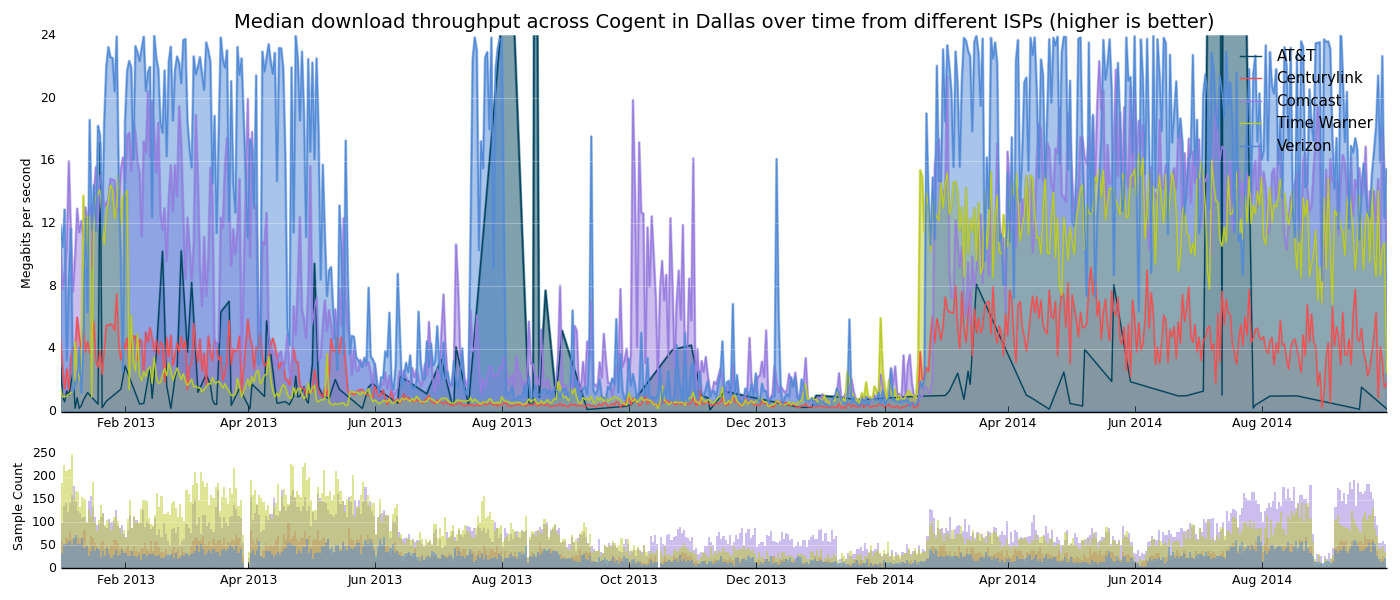 Median download throughput across Cogent in Dallas over time from different ISPs (higher is better)
24
20
16
12
8
4
0
Megabits per second
AT&T
Centurylink
Comcast
Time Warner
Verizon
Feb 2013 Apr 2013 Jun 2013 Aug 2013 Oct 2013 Dec 2013 Feb 2014 Apr 2014 Jun 2014 Aug 2014
250
200
150
100
50
0
Sample Count
Feb 2013 Apr 2013 Jun 2013 Aug 2013 Oct 2013 Dec 2013 Feb 2014 Apr 2014 Jun 2014 Aug 2014